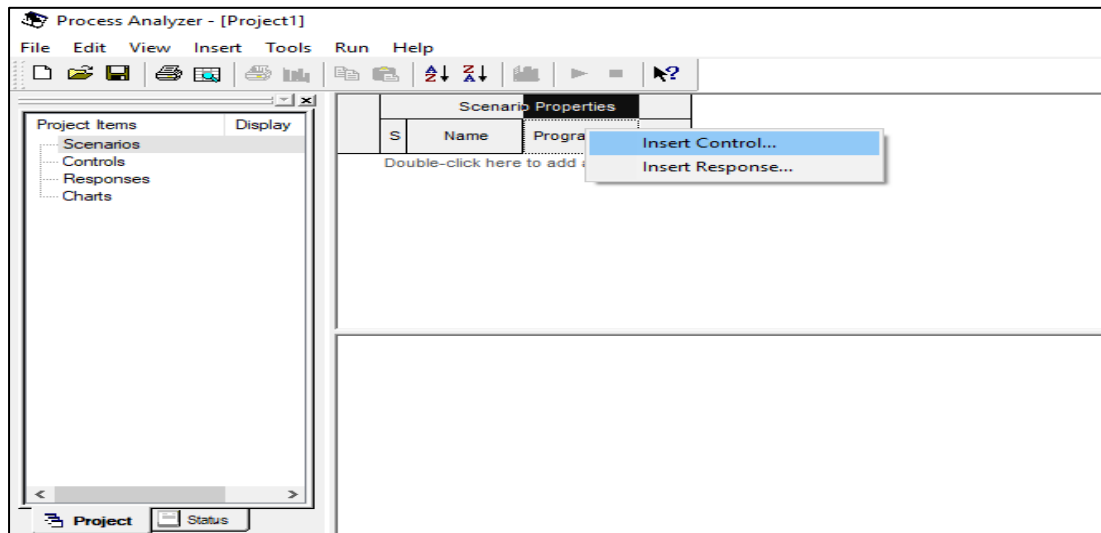 Process Analyzer - [Project1]
File Edit View Insert Tools Run Help
Project Items Display
Scenarios
Controls
Responses
Charts
Project Status
Scenario Properties
S Name Progra
Double-click here to add
Insert Control...
Insert Response...